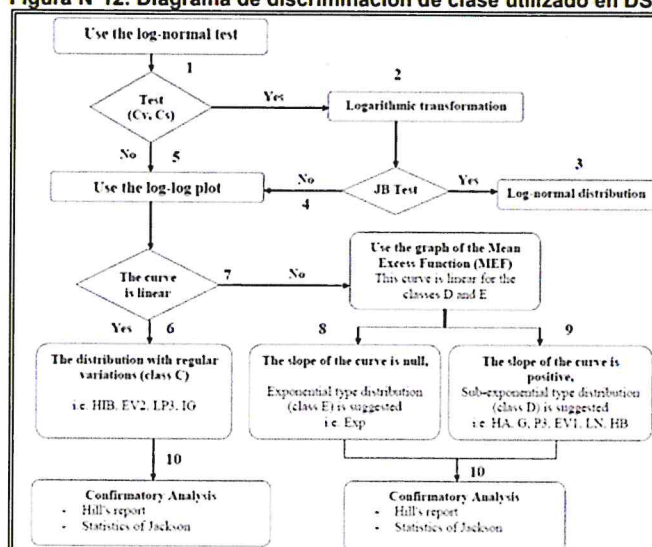 Figura N°12. Diagrama de discriminación de clase utilizado en DS
Use the log-normal test
1
2
Test
(Cv, Cs)
Yes
Logarithmic transformation
No
5
3
Use the log-log plot
No
4
JB Test
Yes
Log-normal distribution
The curve
is linear
7
No
Use the graph of the Mean
Excess Function (MEF)
This curve is linear for the
classes D and E
Yes
6
8
9
The distribution with regular
variations (class C)
i.e. HIB, EV2, LP3, IG
The slope of the curve is null,
Exponential type distribution
(class E) is suggested
i.e. Exp
The slope of the curve is
positive,
Sub-exponential type distribution
(class D) is suggested
i.e. HA, G, P3, EV1, LN, HB
10
10
Confirmatory Analysis
- Hill's report
- Statistics of Jackson
Confirmatory Analysis
- Hill's report
- Statistics of Jackson